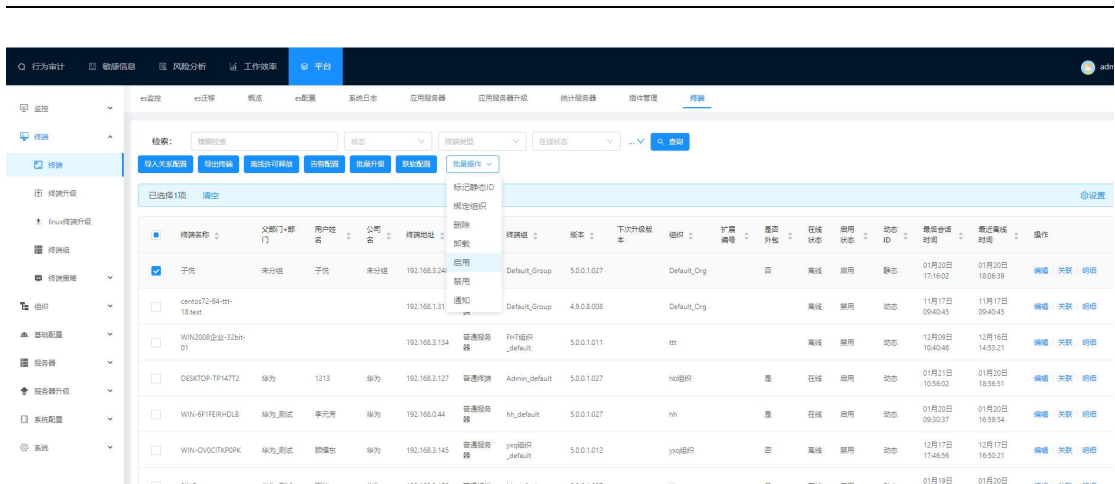 行为审计 敏感信息 风险分析 工作效率 平台 adm
监控
终端
终端
终端升级
linux终端升级
终端组
终端策略
组织
基础配置
服务器
服务器升级
系统配置
系统
es监控 es迁移 概览 es配置 系统日志 应用服务器 应用服务器升级 统计服务器 插件管理 终端
检索: 模糊检索 状态 终端类型 在线状态 ... 查询
导入关系配置 导出终端 离线许可释放 告警配置 批量升级 联软配置 批量操作
标记静态ID
绑定组织
删除
卸载
启用
禁用
通知
已选择1项 清空 设置
终端名称 父部门+部门 用户姓名 公司名 终端地址 终端组 版本 下次升级版本 组织 扩展编号 是否外包 在线状态 启用状态 动态ID 最后会话时间 最近离线时间 操作
子悦 未分组 子悦 未分组 192.168.3.248 Default_Group 5.0.0.1.027 Default_Org 否 离线 启用 静态 01月20日 17:16:02 01月20日 18:06:39 编辑 关联 明细
centos72-64-ttt-18.test 192.168.1.31 Default_Group 4.9.0.8.008 Default_Org 离线 禁用 动态 11月17日 09:40:45 11月17日 09:40:45 编辑 关联 明细
WIN2008企业-32bit-01 192.168.3.134 普通服务器 FHT组织_default 5.0.0.1.011 ttt 离线 禁用 动态 12月09日 10:40:46 12月16日 14:53:21 编辑 关联 明细
DESKTOP-TP147T2 华为 1213 华为 192.168.3.127 普通终端 Admin_default 5.0.0.1.027 hb组织 是 在线 启用 动态 01月21日 10:56:02 01月20日 18:56:51 编辑 关联 明细
WIN-6F1FEIRHDLB 华为_测试 李元芳 华为 192.168.0.44 普通服务器 hh_default 5.0.0.1.027 hh 是 在线 启用 动态 01月20日 09:30:37 01月20日 16:59:54 编辑 关联 明细
WIN-OV0CITKP0PK 华为_测试 顾耀东 华为 192.168.3.145 普通服务器 yxq组织_default 5.0.0.1.012 yxq组织 否 离线 禁用 动态 12月17日 17:46:56 12月17日 16:50:21 编辑 关联 明细
01月19日 01月20日